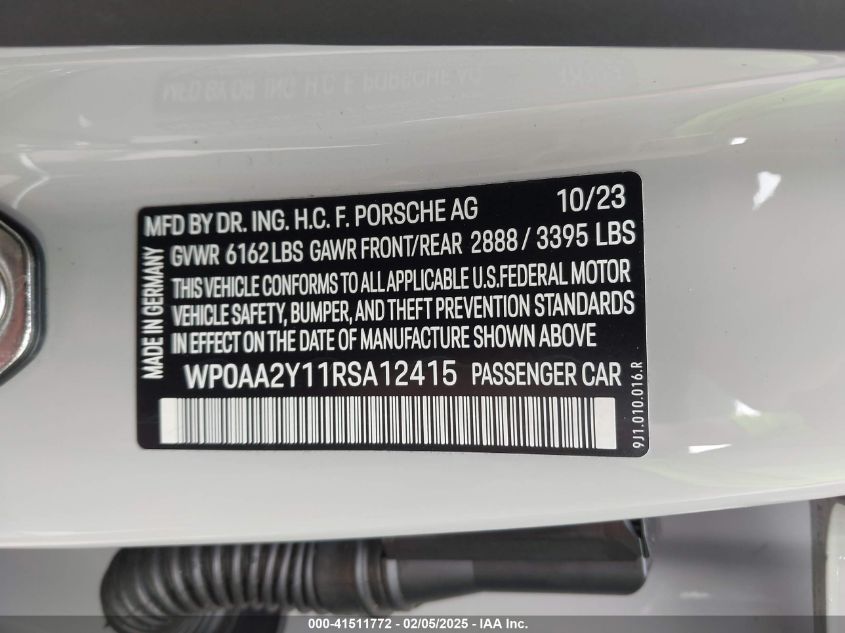 MFD BY DR. ING. H.C. F. PORSCHE AG 10/23
GVWR 6162 LBS GAWR FRONT/REAR 2888 / 3395 LBS
THIS VEHICLE CONFORMS TO ALL APPLICABLE U.S.FEDERAL MOTOR
VEHICLE SAFETY, BUMPER, AND THEFT PREVENTION STANDARDS
IN EFFECT ON THE DATE OF MANUFACTURE SHOWN ABOVE
WP0AA2Y11RSA12415 PASSENGER CAR
MADE IN GERMANY
9J1.010.016.R
000-41511772 - 02/05/2025 - IAA Inc.